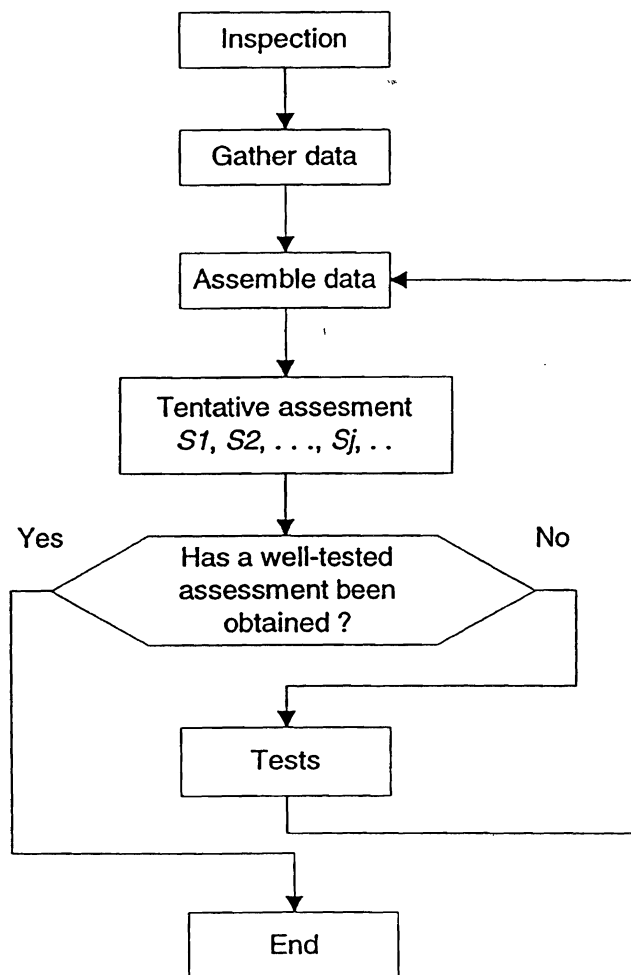 Inspection
Gather data
Assemble data
Tentative assesment
S1, S2, . . ., Sj, . .
Yes
No
Has a well-tested
assessment been
obtained ?
Tests
End